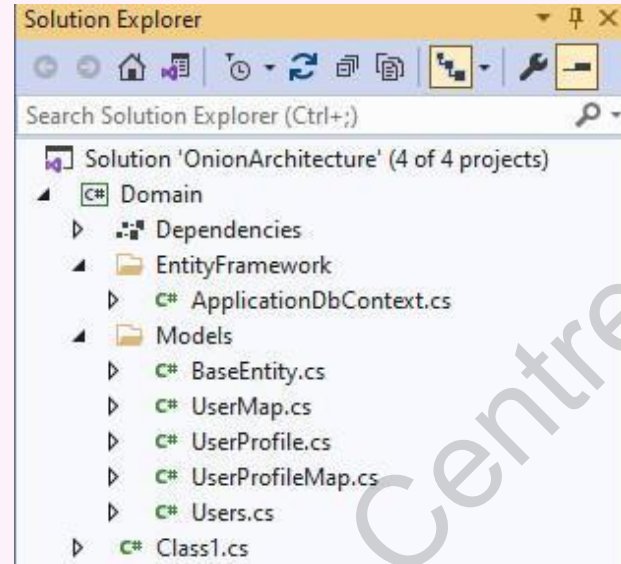 Solution Explorer
Search Solution Explorer (Ctrl+;)
Solution 'OnionArchitecture' (4 of 4 projects)
C# Domain
Dependencies
EntityFramework
C# ApplicationDbContext.cs
Models
C# BaseEntity.cs
C# UserMap.cs
C# UserProfile.cs
C# UserProfileMap.cs
C# Users.cs
C# Class1.cs
Centre